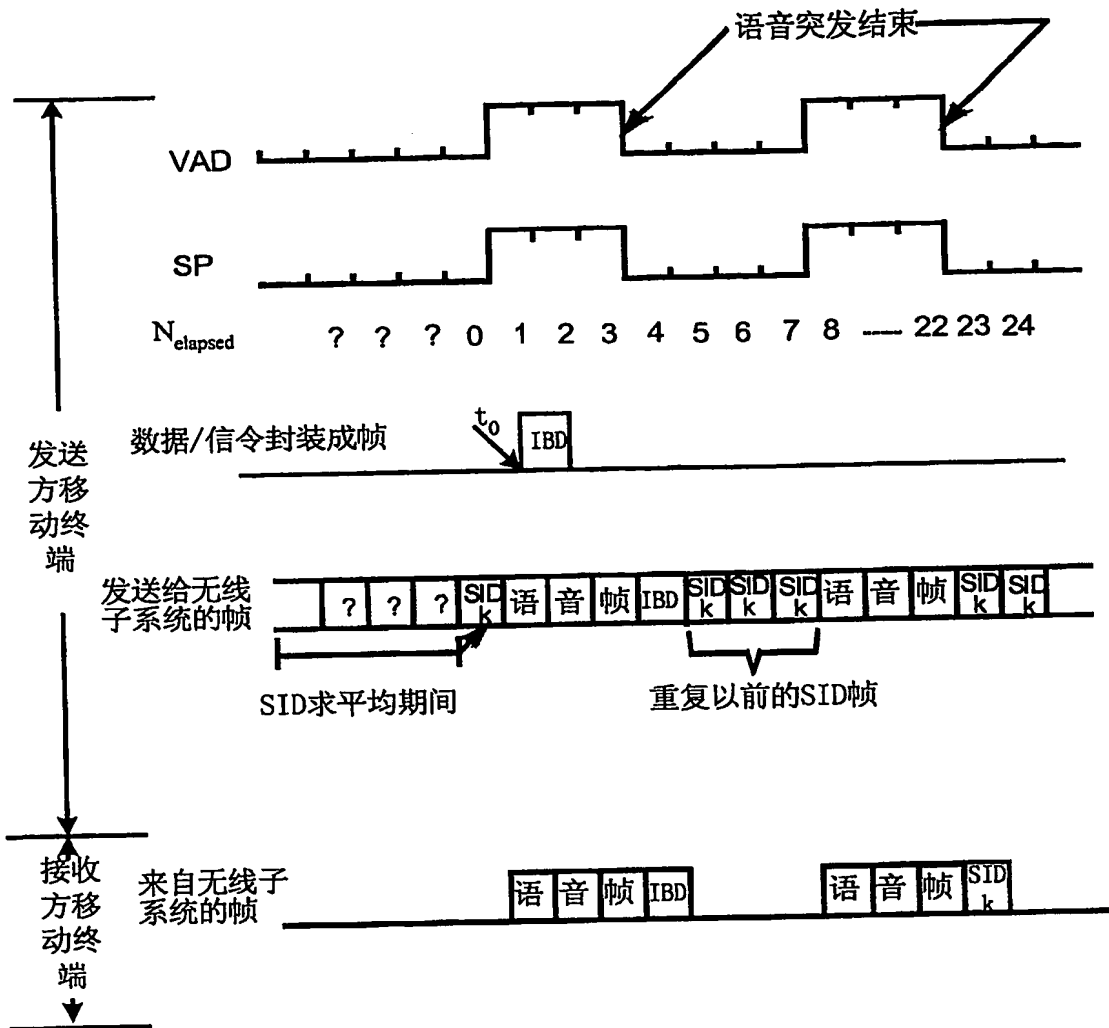 语音突发结束
VAD
SP
Nelapsed ? ? ? 0 1 2 3 4 5 6 7 8 — 22 23 24
t0
数据/信令封装成帧
IBD
发送
方移
动终
端
发送给无线
子系统的帧
? ? ? SID k 语 音 帧 IBD SID k SID k SID k 语 音 帧 SID k SID k
SID求平均期间
重复以前的SID帧
接收
方移
动终
端
来自无线子
系统的帧
语 音 帧 IBD 语 音 帧 SID k